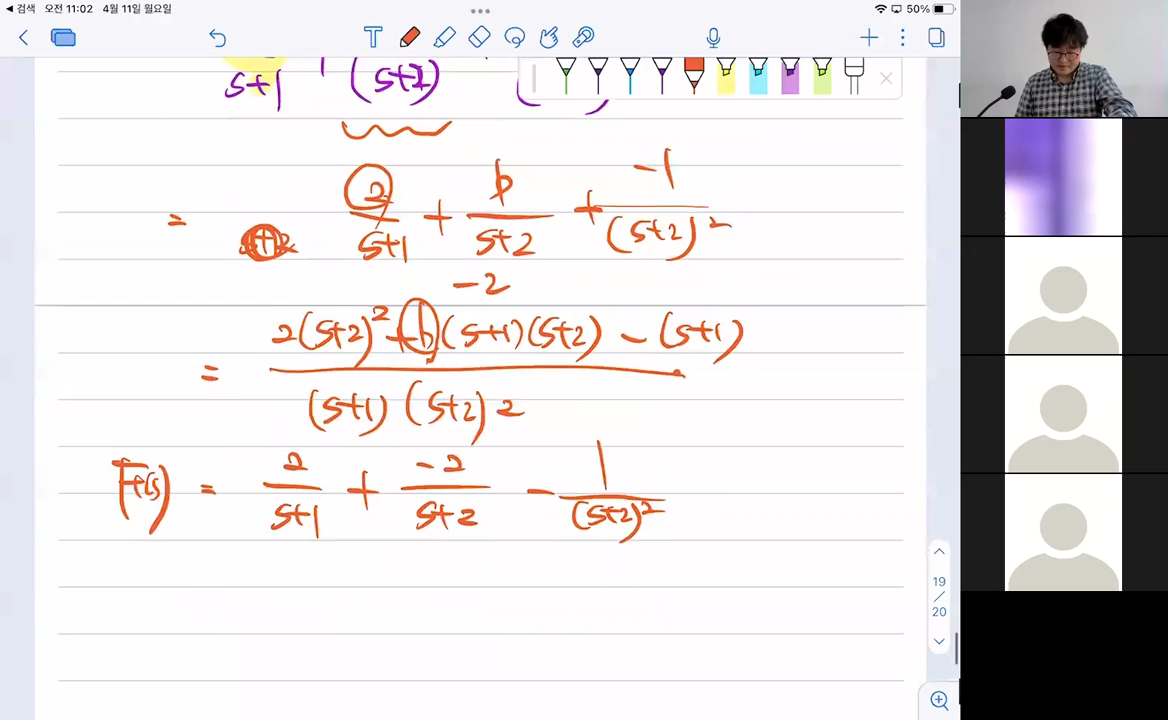 검색 오전 11:02 4월 11일 월요일 50%
s+1 + (s+2) ( )
= 2/s+1 + b/s+2 + -1/(s+2)²
-2
= 2(s+2)² + b(s+1)(s+2) - (s+1) / (s+1)(s+2)²
F(s) = 2/s+1 + -2/s+2 - 1/(s+2)²
19
/
20